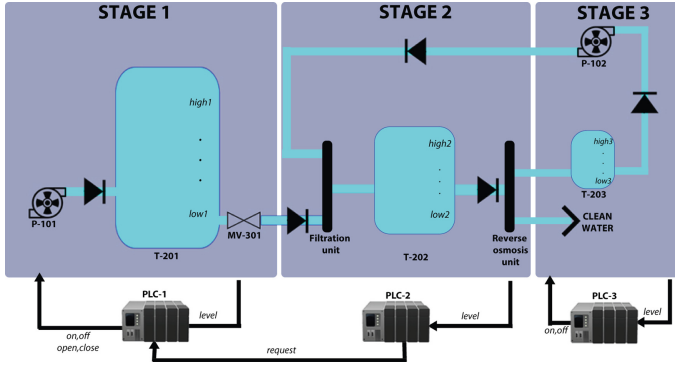 STAGE 1
STAGE 2
STAGE 3
P-102
high1
high2
high3
low3
T-203
P-101
low1
MV-301
low2
T-201
Filtration
unit
T-202
Reverse
osmosis
unit
CLEAN
WATER
PLC-1
PLC-2
PLC-3
level
level
level
on,off
open,close
on,off
request